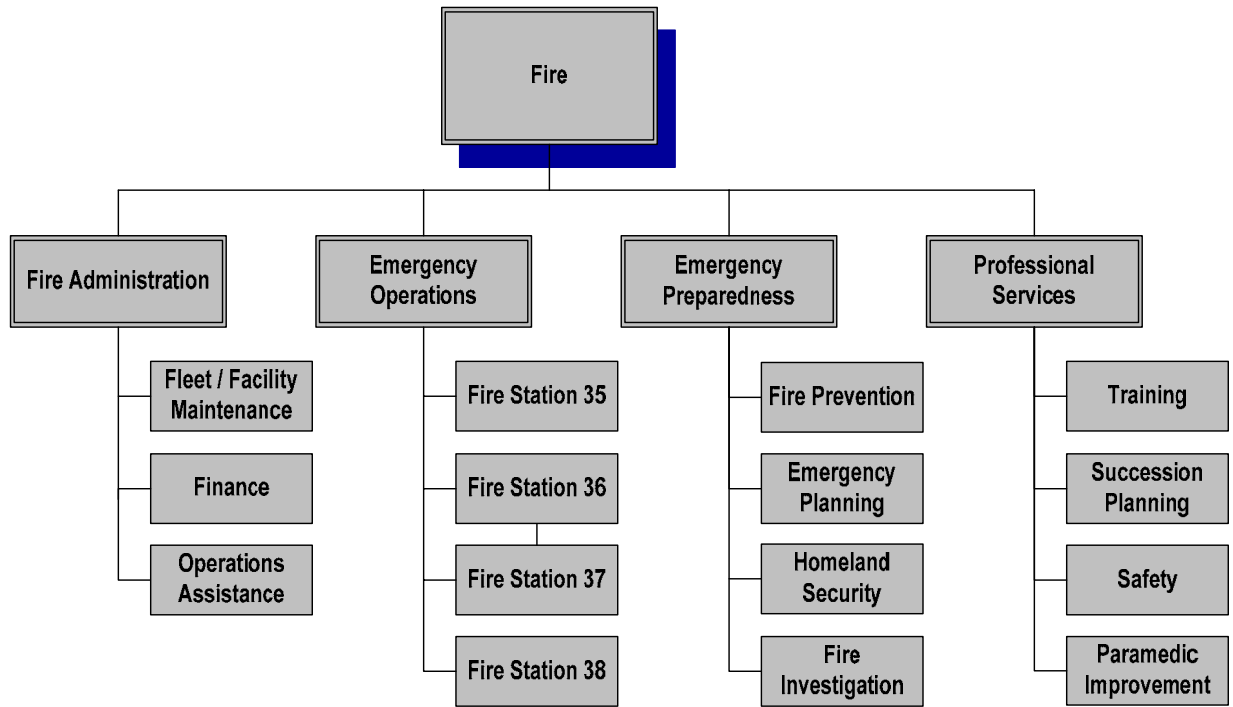 Fire
Fire Administration
Fleet / Facility
Maintenance
Finance
Operations
Assistance
Emergency
Operations
Fire Station 35
Fire Station 36
Fire Station 37
Fire Station 38
Emergency
Preparedness
Fire Prevention
Emergency
Planning
Homeland
Security
Fire
Investigation
Professional
Services
Training
Succession
Planning
Safety
Paramedic
Improvement